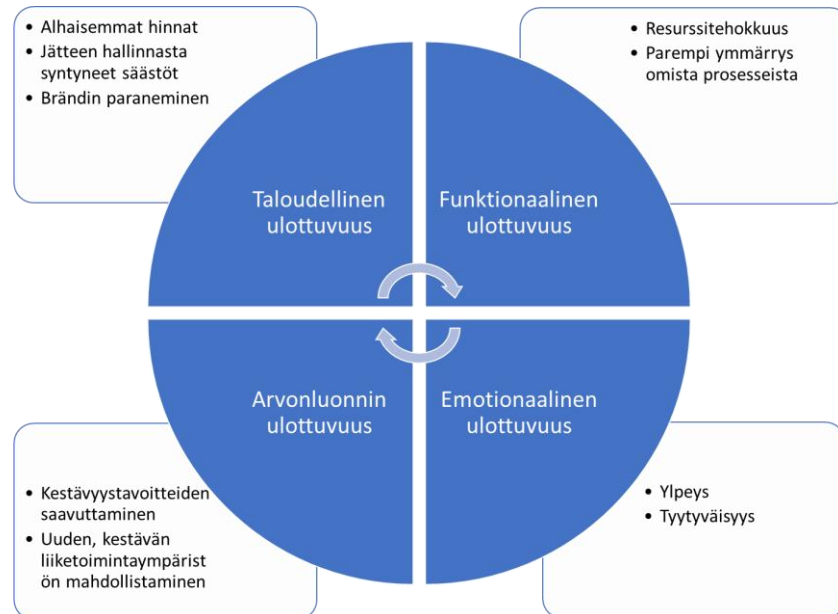 • Alhaisemmat hinnat
• Jätteen hallinnasta
syntyneet säästöt
• Brändin paraneminen
• Resurssitehokkuus
• Parempi ymmärrys
omista prosesseista
Taloudellinen
ulottuvuus
Funktionaalinen
ulottuvuus
Arvonluonnin
ulottuvuus
Emotionaalinen
ulottuvuus
• Kestävyystavoitteiden
saavuttaminen
• Uuden, kestävän
liiketoimintaympärist
ön mahdollistaminen
• Ylpeys
• Tyytyväisyys